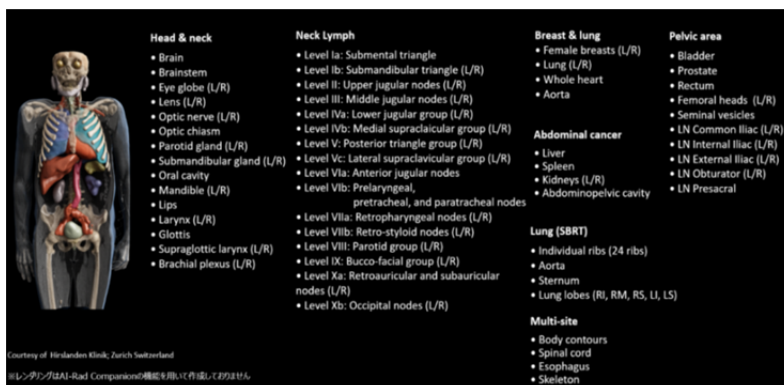 Head & neck
• Brain
• Brainstem
• Eye globe (L/R)
• Lens (L/R)
• Optic nerve (L/R)
• Optic chiasm
• Parotid gland (L/R)
• Submandibular gland (L/R)
• Oral cavity
• Mandible (L/R)
• Lips
• Larynx (L/R)
• Glottis
• Supraglottic larynx (L/R)
• Brachial plexus (L/R)
Neck Lymph
• Level Ia: Submental triangle
• Level Ib: Submandibular triangle (L/R)
• Level II: Upper jugular nodes (L/R)
• Level III: Middle jugular nodes (L/R)
• Level IVa: Lower jugular group (L/R)
• Level IVb: Medial supraclaicular group (L/R)
• Level V: Posterior triangle group (L/R)
• Level Vc: Lateral supraclavicular group (L/R)
• Level VIa: Anterior jugular nodes
• Level VIb: Prelaryngeal,
pretracheal, and paratracheal nodes
• Level VIIa: Retropharyngeal nodes (L/R)
• Level VIIb: Retro-styloid nodes (L/R)
• Level VIII: Parotid group (L/R)
• Level IX: Bucco-facial group (L/R)
• Level Xa: Retroauricular and subauricular
nodes (L/R)
• Level Xb: Occipital nodes (L/R)
Breast & lung
• Female breasts (L/R)
• Lung (L/R)
• Whole heart
• Aorta
Abdominal cancer
• Liver
• Spleen
• Kidneys (L/R)
• Abdominopelvic cavity
Lung (SBRT)
• Individual ribs (24 ribs)
• Aorta
• Sternum
• Lung lobes (RI, RM, RS, LI, LS)
Multi-site
• Body contours
• Spinal cord
• Esophagus
• Skeleton
Pelvic area
• Bladder
• Prostate
• Rectum
• Femoral heads (L/R)
• Seminal vesicles
• LN Common Iliac (L/R)
• LN Internal Iliac (L/R)
• LN External Iliac (L/R)
• LN Obturator (L/R)
• LN Presacral
Courtesy of Hirslanden Klinik; Zurich Switzerland
※レンダリングはAI-Rad Companionの機能を用いて作成しておりません